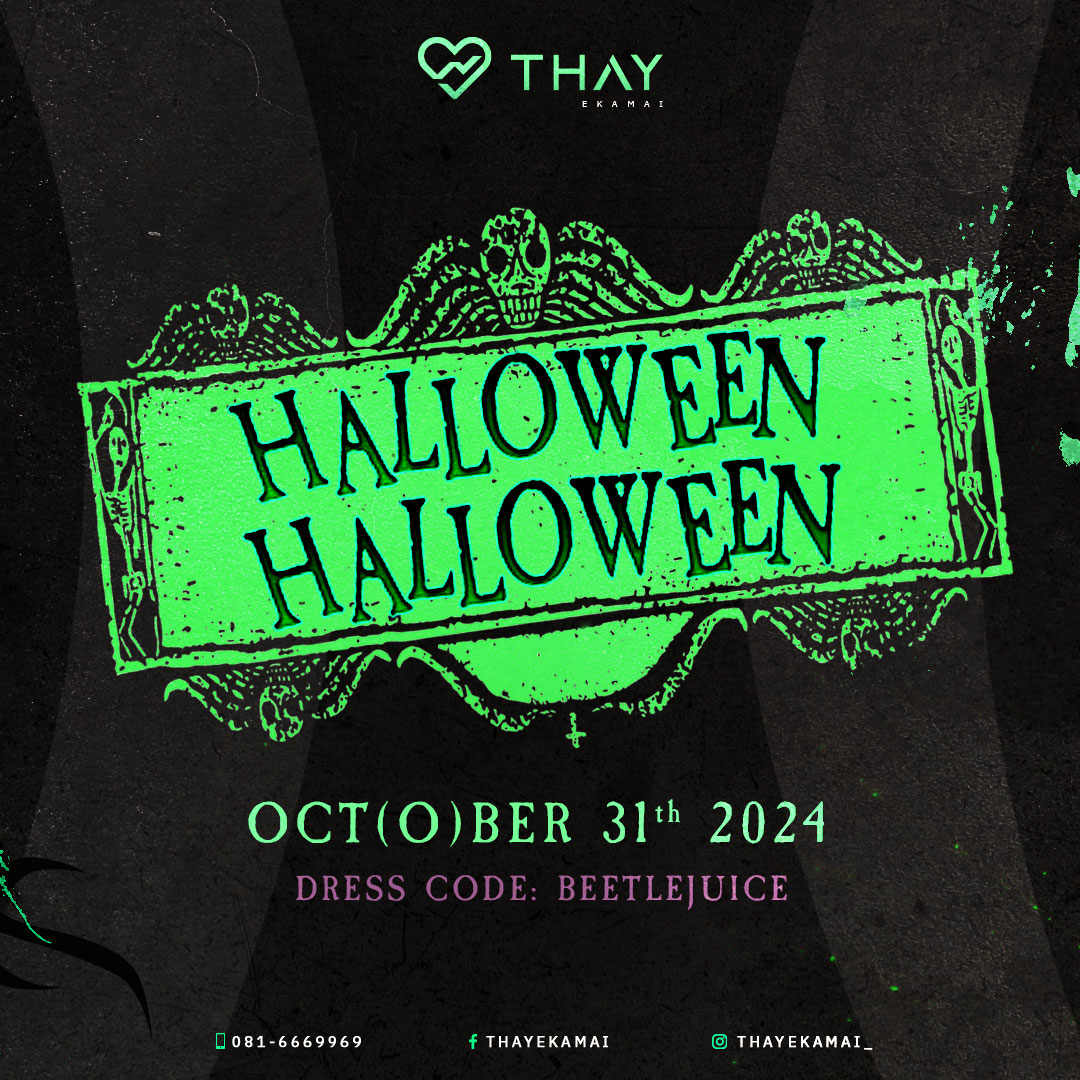 THAY
EKAMAI
HALLOWEEN
HALLOWEEN
OCT(O)BER 31th 2024
DRESS CODE: BEETLEJUICE
081-6669969 THAYEKAMAI THAYEKAMAI_